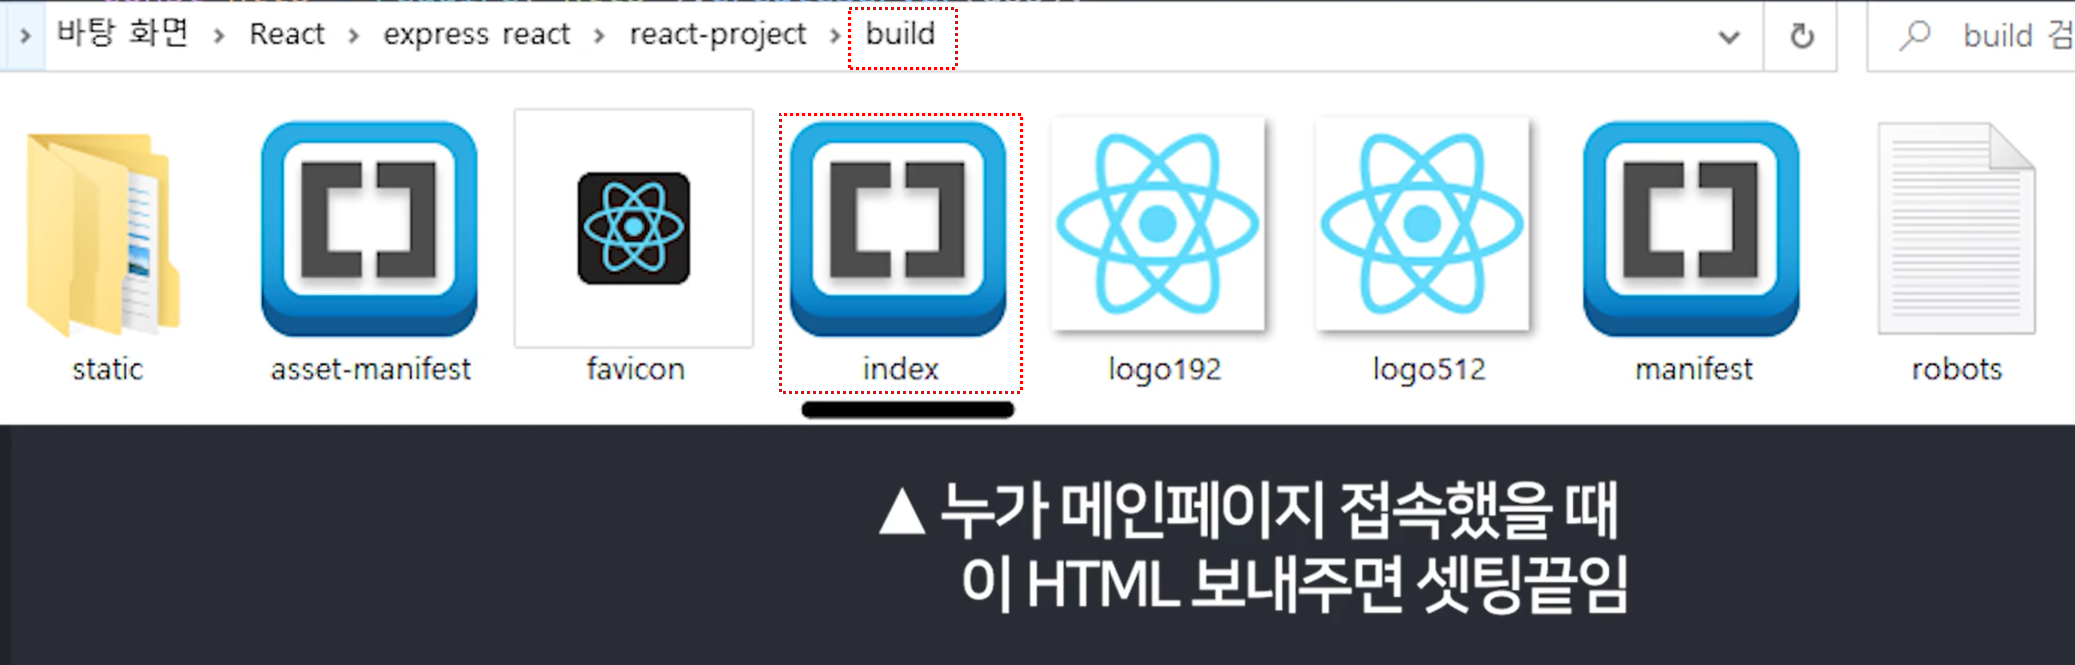 > 바탕 화면 > React > express react > react-project > build
build 검
static
asset-manifest
favicon
index
logo192
logo512
manifest
robots
▲ 누가 메인페이지 접속했을 때
이 HTML 보내주면 셋팅끝임